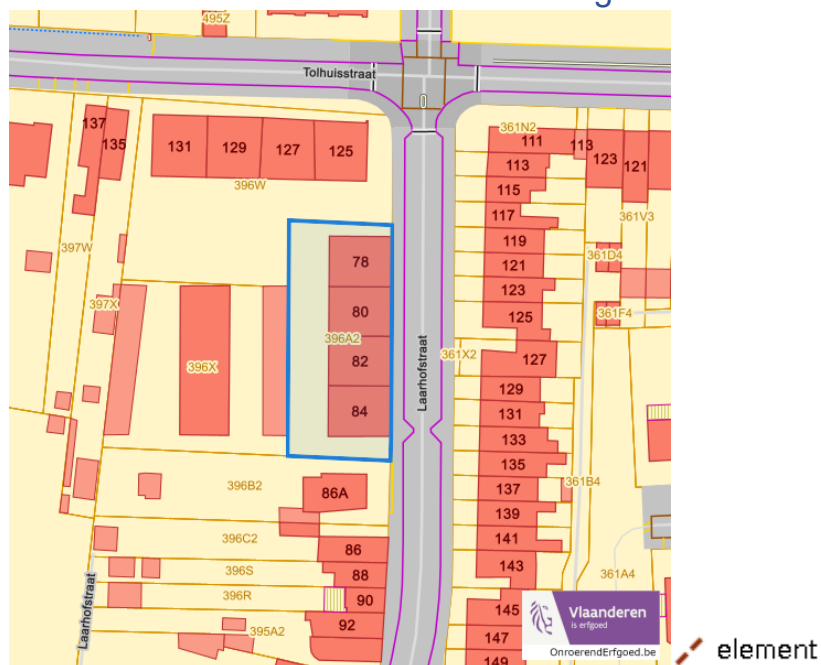 495Z
Tolhuisstraat
137
135
131
129
127
125
396W
361N2
111
113
123
121
113
115
117
119
121
123
125
127
129
131
133
135
137
139
141
143
145
147
149
361V3
361D4
361F4
361X2
361B4
361A4
397W
397X
396X
396A2
78
80
82
84
Laarhofstraat
396B2
86A
396C2
86
396S
88
396R
90
92
395A2
Laarhofstraat
Vlaanderen
is erfgoed
OnroerendErfgoed.be
element